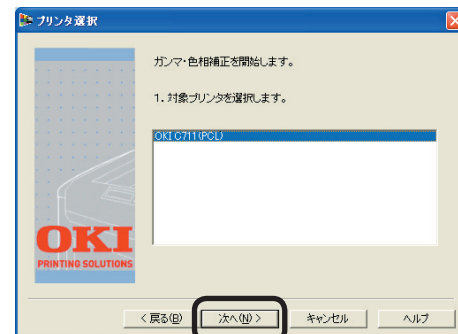 プリンタ選択
ガンマ・色相補正を開始します。
1. 対象プリンタを選択します。
OKI C711(PCL)
OKI
PRINTING SOLUTIONS
< 戻る(B)
次へ(N) >
キャンセル
ヘルプ